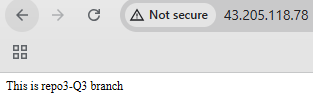 Not secure 43.205.118.78
This is repo3-Q3 branch